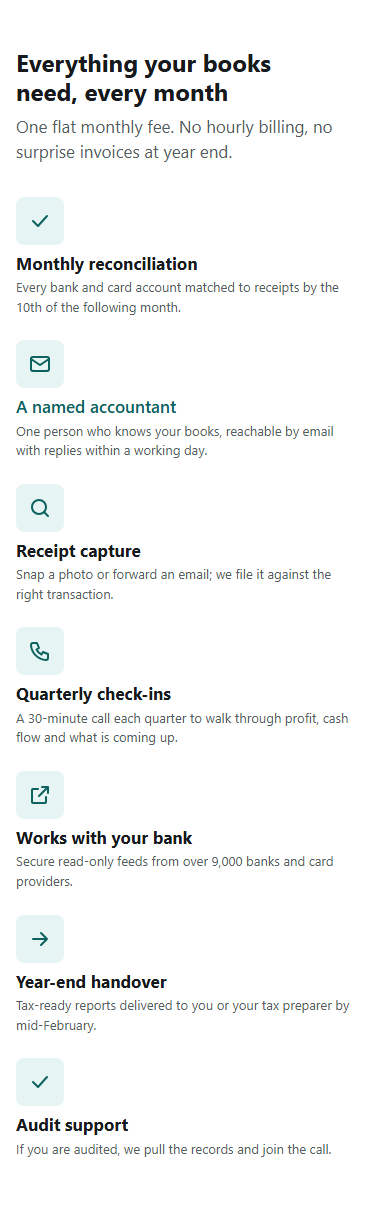 Everything your books
need, every month
One flat monthly fee. No hourly billing, no
surprise invoices at year end.
Monthly reconciliation
Every bank and card account matched to receipts by the
10th of the following month.
A named accountant
One person who knows your books, reachable by email
with replies within a working day.
Receipt capture
Snap a photo or forward an email; we file it against the
right transaction.
Quarterly check-ins
A 30-minute call each quarter to walk through profit, cash
flow and what is coming up.
Works with your bank
Secure read-only feeds from over 9,000 banks and card
providers.
Year-end handover
Tax-ready reports delivered to you or your tax preparer by
mid-February.
Audit support
If you are audited, we pull the records and join the call.